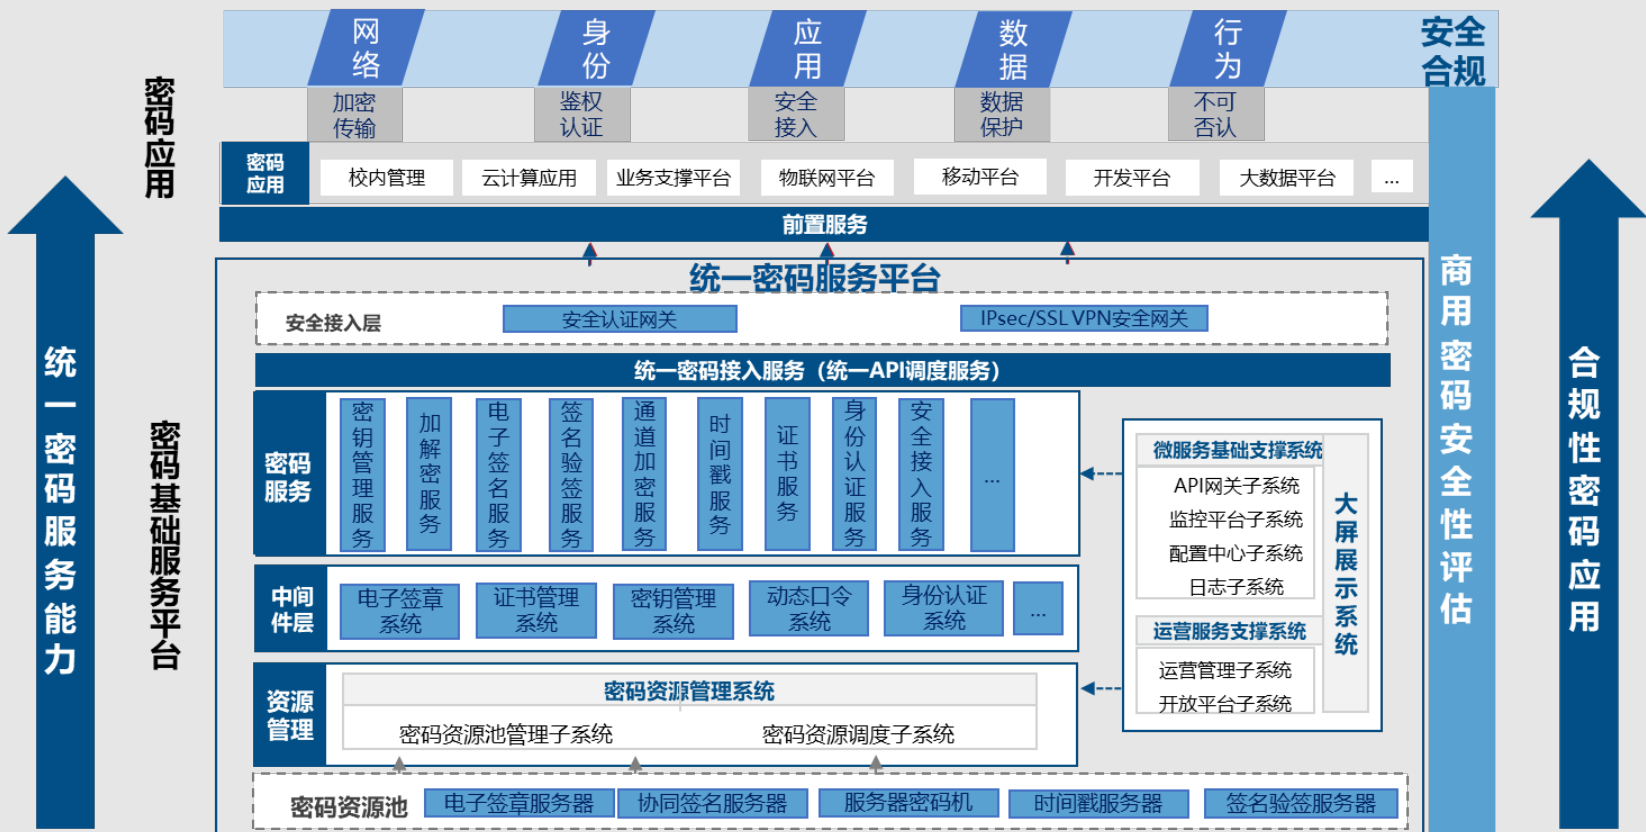 网络
身份
应用
数据
行为
安全
合规
加密
传输
鉴权
认证
安全
接入
数据
保护
不可
否认
密码应用
密码
应用
校内管理
云计算应用
业务支撑平台
物联网平台
移动平台
开发平台
大数据平台
...
前置服务
统一密码服务平台
安全接入层
安全认证网关
IPsec/SSL VPN安全网关
统一密码接入服务（统一API调度服务）
密码
服务
密钥管理服务
加解密服务
电子签名服务
签名验签服务
通道加密服务
时间戳服务
证书服务
身份认证服务
安全接入服务
...
中间
件层
电子签章
系统
证书管理
系统
密钥管理
系统
动态口令
系统
身份认证
系统
...
资源
管理
密码资源管理系统
密码资源池管理子系统
密码资源调度子系统
微服务基础支撑系统
API网关子系统
监控平台子系统
配置中心子系统
日志子系统
运营服务支撑系统
运营管理子系统
开放平台子系统
大屏展示系统
密码资源池
电子签章服务器
协同签名服务器
服务器密码机
时间戳服务器
签名验签服务器
统一密码服务能力
密码基础服务平台
商用密码安全性评估
合规性密码应用